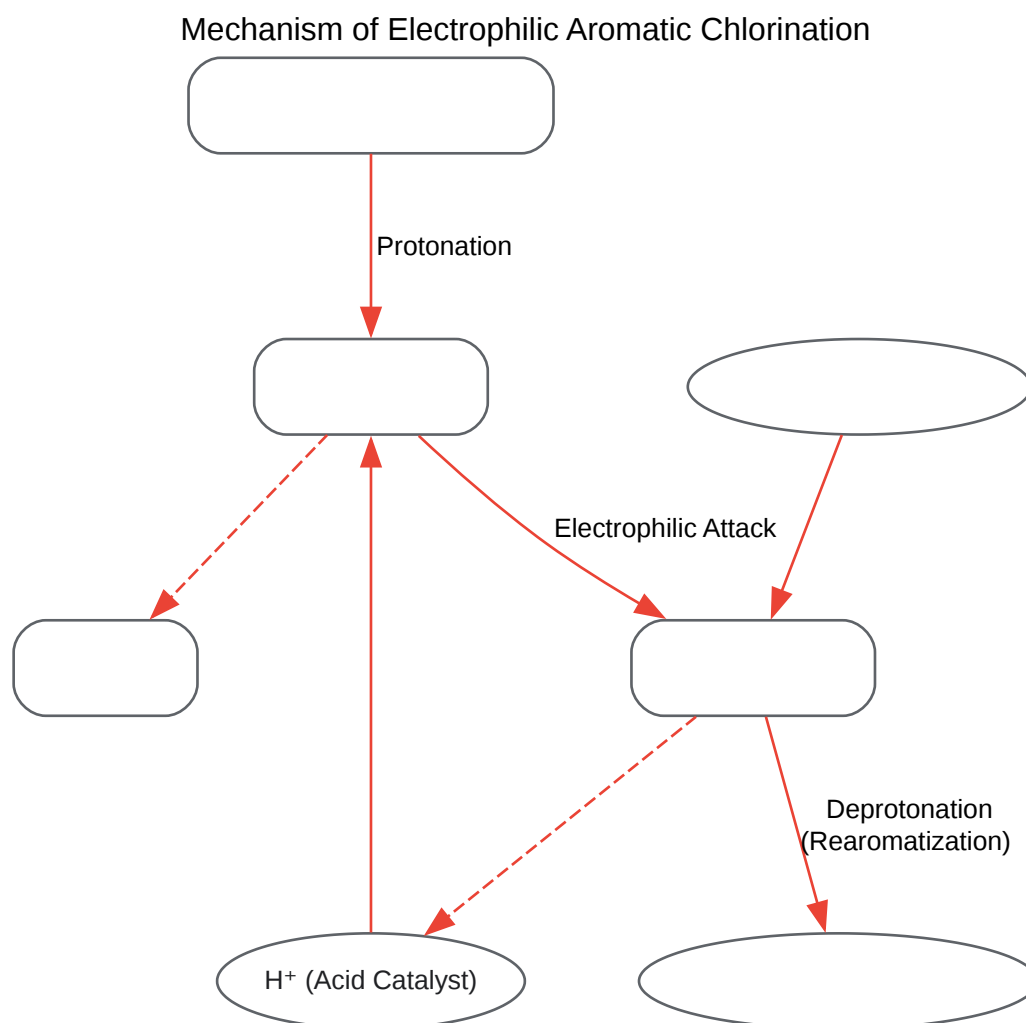 Mechanism of Electrophilic Aromatic Chlorination
Protonation
Electrophilic Attack
Deprotonation
(Rearomatization)
H⁺ (Acid Catalyst)